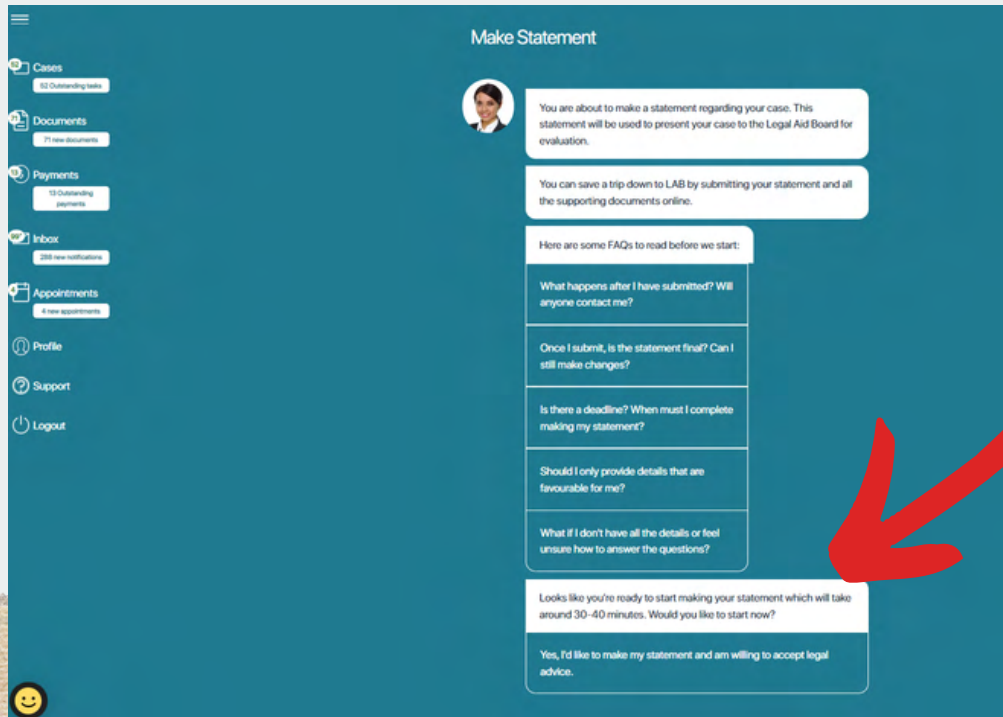 Make Statement
52
Cases
52 Outstanding tasks
71
Documents
71 new documents
13
Payments
13 Outstanding
payments
99+
Inbox
288 new notifications
4
Appointments
4 new appointments
Profile
Support
Logout
You are about to make a statement regarding your case. This
statement will be used to present your case to the Legal Aid Board for
evaluation.
You can save a trip down to LAB by submitting your statement and all
the supporting documents online.
Here are some FAQs to read before we start:
What happens after I have submitted? Will
anyone contact me?
Once I submit, is the statement final? Can I
still make changes?
Is there a deadline? When must I complete
making my statement?
Should I only provide details that are
favourable for me?
What if I don't have all the details or feel
unsure how to answer the questions?
Looks like you're ready to start making your statement which will take
around 30-40 minutes. Would you like to start now?
Yes, I'd like to make my statement and am willing to accept legal
advice.